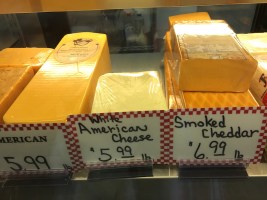 AMERICAN
5.99
White
American
Cheese
$5.99 lb
Smoked
Cheddar
$6.99 lb